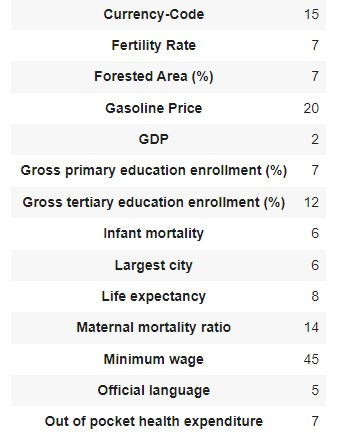 Currency-Code 15
Fertility Rate 7
Forested Area (%) 7
Gasoline Price 20
GDP 2
Gross primary education enrollment (%) 7
Gross tertiary education enrollment (%) 12
Infant mortality 6
Largest city 6
Life expectancy 8
Maternal mortality ratio 14
Minimum wage 45
Official language 5
Out of pocket health expenditure 7